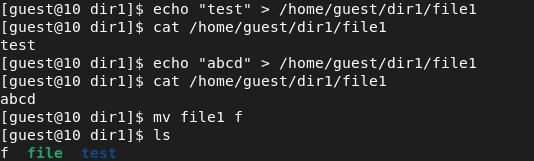 [guest@10 dir1]$ echo "test" > /home/guest/dir1/file1
[guest@10 dir1]$ cat /home/guest/dir1/file1
test
[guest@10 dir1]$ echo "abcd" > /home/guest/dir1/file1
[guest@10 dir1]$ cat /home/guest/dir1/file1
abcd
[guest@10 dir1]$ mv file1 f
[guest@10 dir1]$ ls
f  file  test